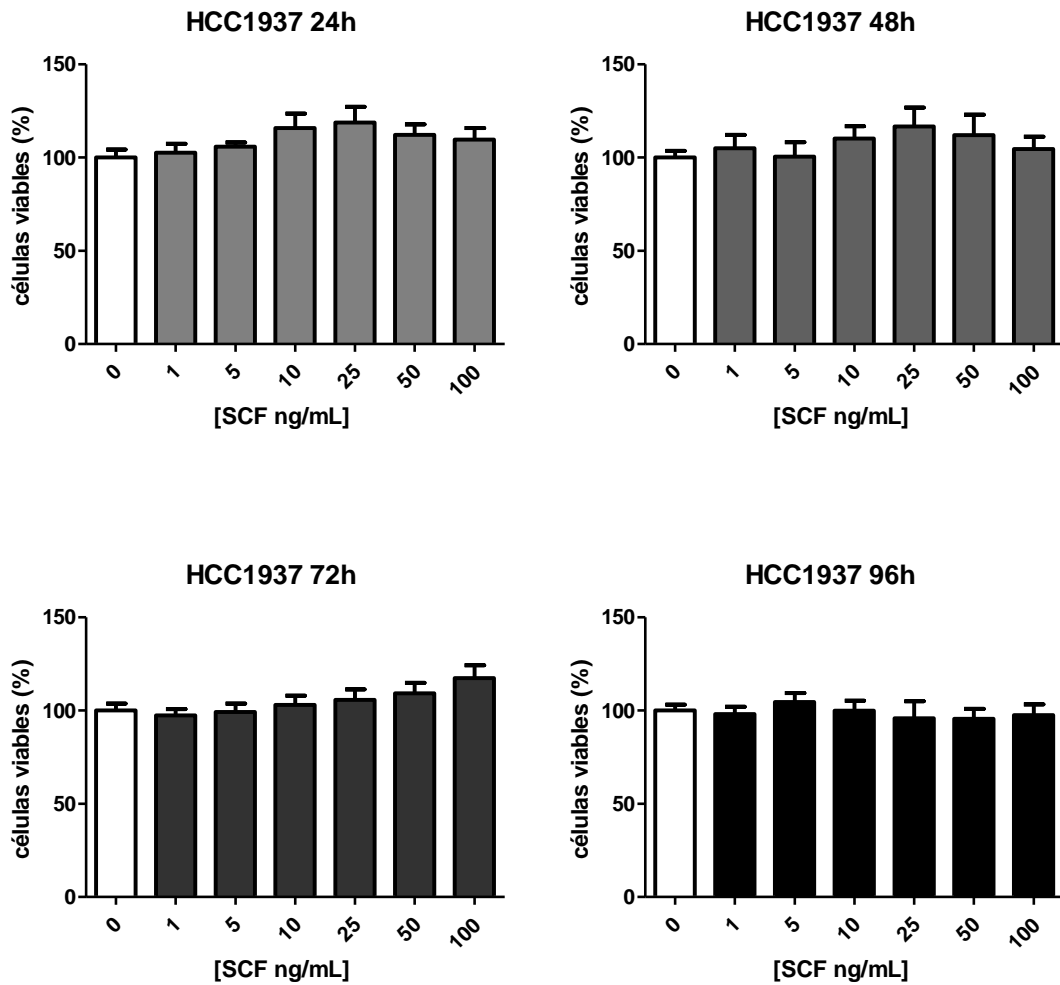 HCC1937 24h
células viables (%)
150
100
50
0
0 1 5 10 25 50 100
[SCF ng/mL]
HCC1937 48h
células viables (%)
150
100
50
0
0 1 5 10 25 50 100
[SCF ng/mL]
HCC1937 72h
células viables (%)
150
100
50
0
0 1 5 10 25 50 100
[SCF ng/mL]
HCC1937 96h
células viables (%)
150
100
50
0
0 1 5 10 25 50 100
[SCF ng/mL]